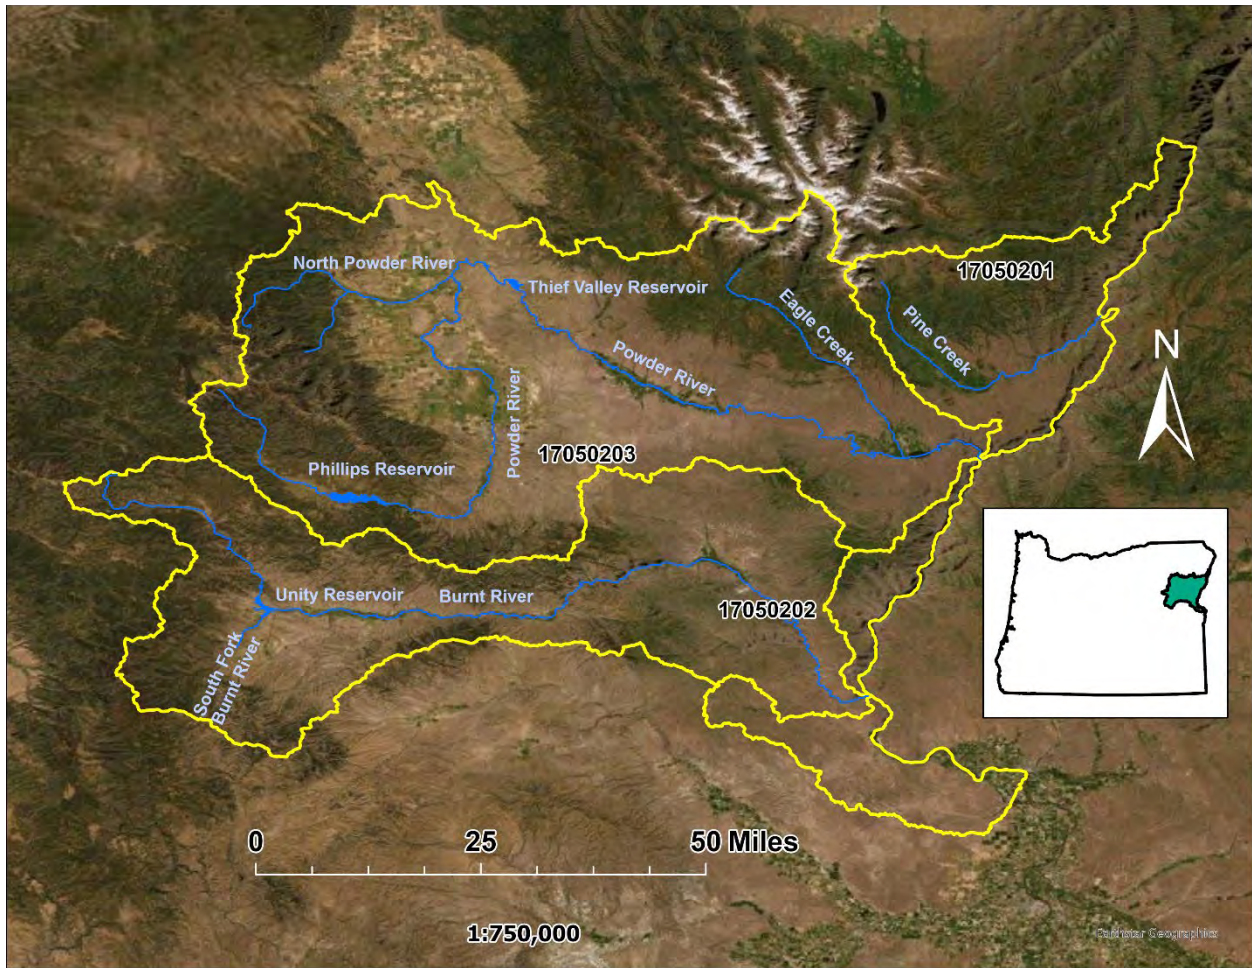 North Powder River
17050201
Thief Valley Reservoir
Eagle Creek
Pine Creek
N
Powder River
Powder River
17050203
Phillips Reservoir
Unity Reservoir
Burnt River
17050202
South Fork
Burnt River
0 25 50 Miles
1:750,000
Earthstar Geographics